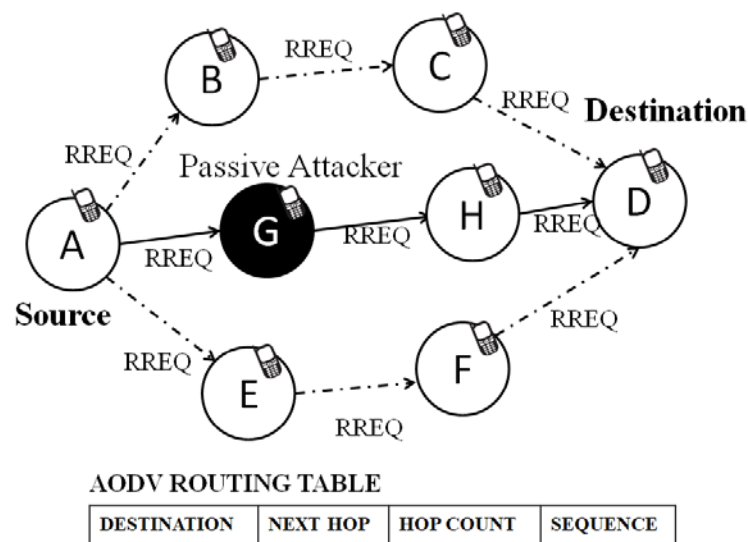 RREQ
B
C
RREQ
Destination
RREQ
Passive Attacker
A
G
H
D
RREQ
RREQ
RREQ
Source
RREQ
RREQ
E
F
RREQ
AODV ROUTING TABLE
DESTINATION NEXT HOP HOP COUNT SEQUENCE